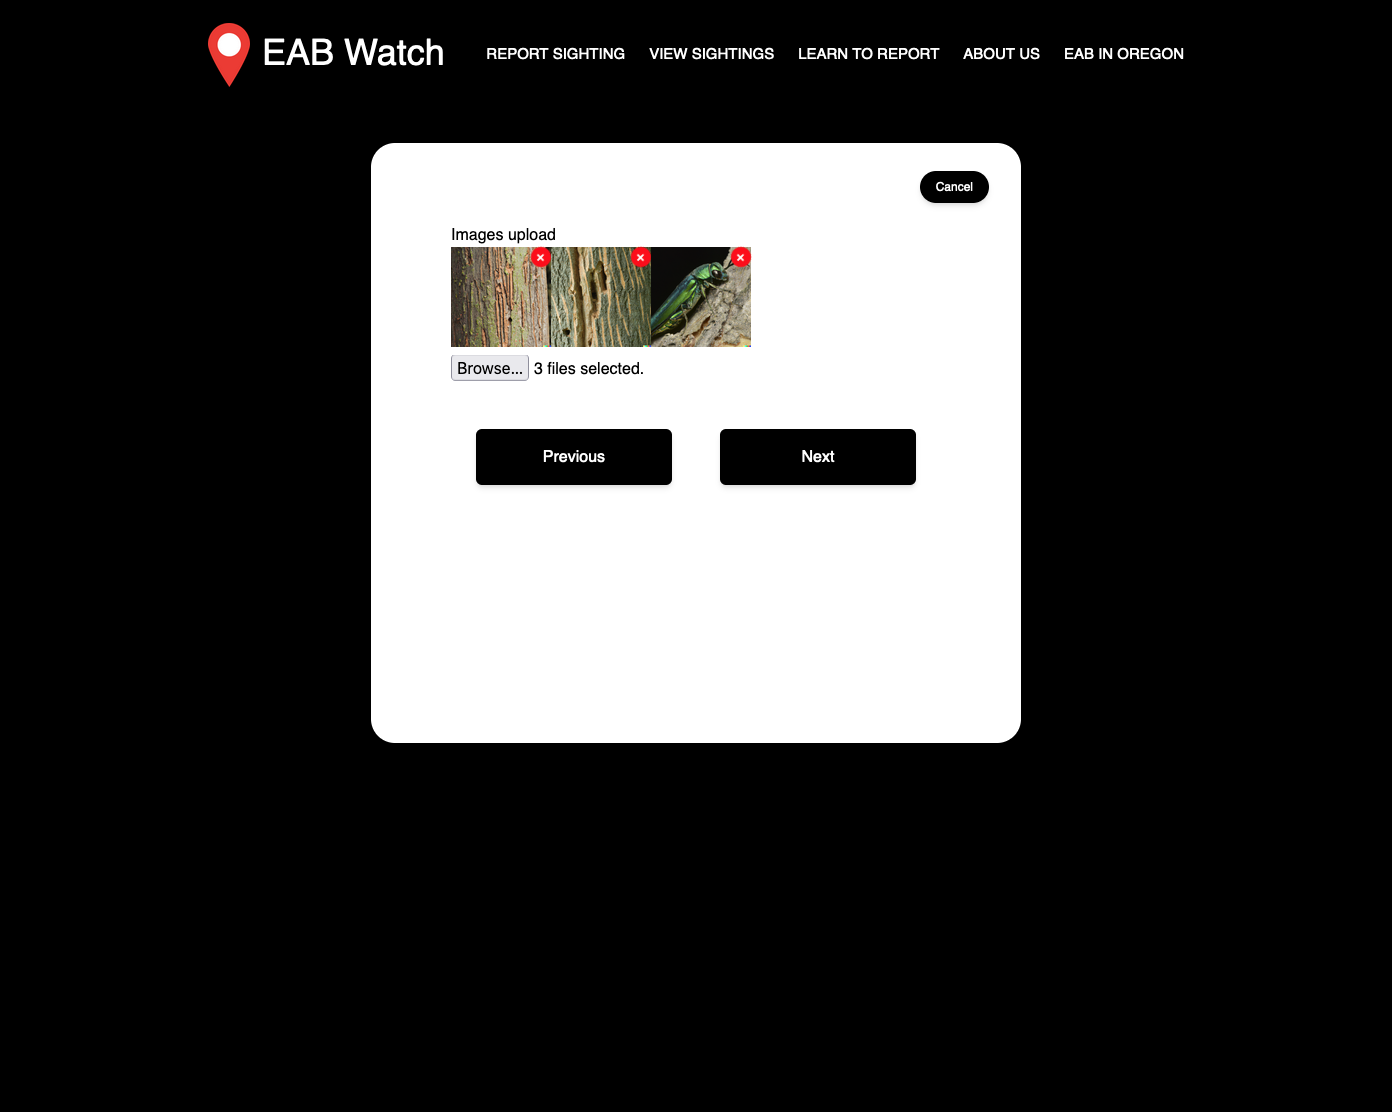 EAB Watch
REPORT SIGHTING
VIEW SIGHTINGS
LEARN TO REPORT
ABOUT US
EAB IN OREGON
Cancel
Images upload
Browse... 3 files selected.
Previous
Next